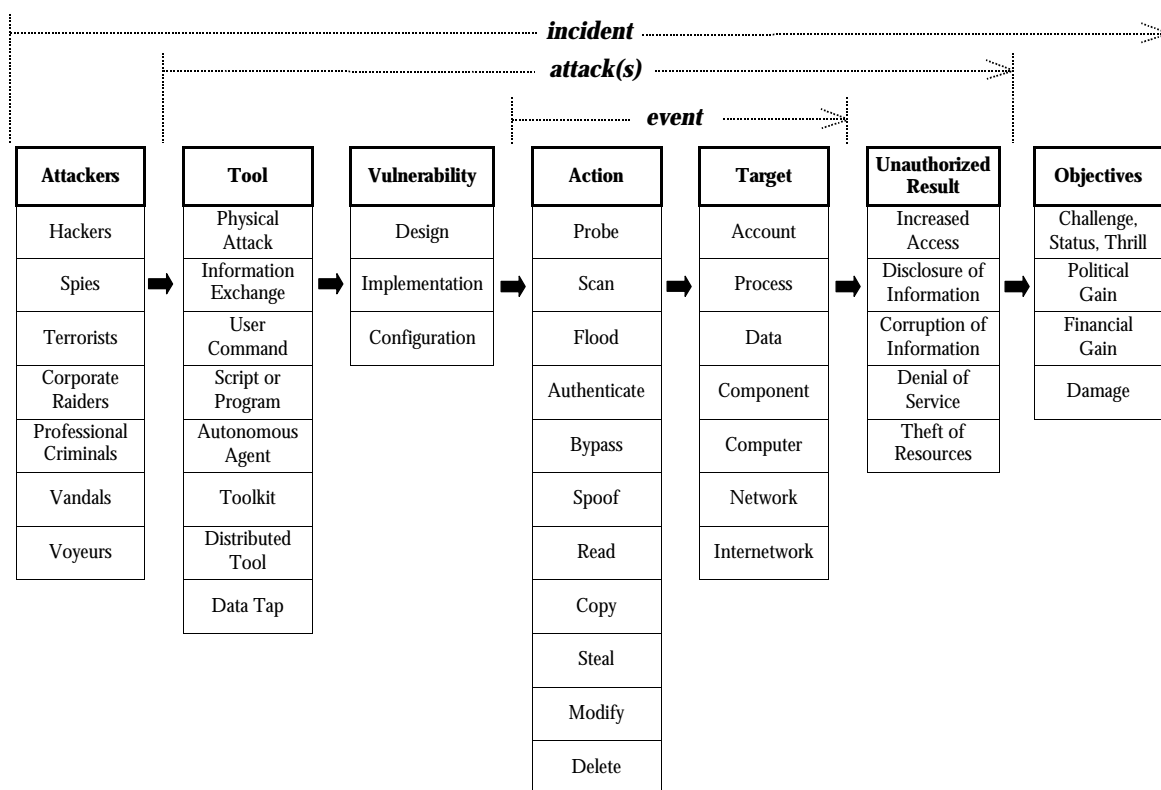 incident
attack(s)
event
Attackers
Hackers
Spies
Terrorists
Corporate
Raiders
Professional
Criminals
Vandals
Voyeurs
Tool
Physical
Attack
Information
Exchange
User
Command
Script or
Program
Autonomous
Agent
Toolkit
Distributed
Tool
Data Tap
Vulnerability
Design
Implementation
Configuration
Action
Probe
Scan
Flood
Authenticate
Bypass
Spoof
Read
Copy
Steal
Modify
Delete
Target
Account
Process
Data
Component
Computer
Network
Internetwork
Unauthorized
Result
Increased
Access
Disclosure of
Information
Corruption of
Information
Denial of
Service
Theft of
Resources
Objectives
Challenge,
Status, Thrill
Political
Gain
Financial
Gain
Damage